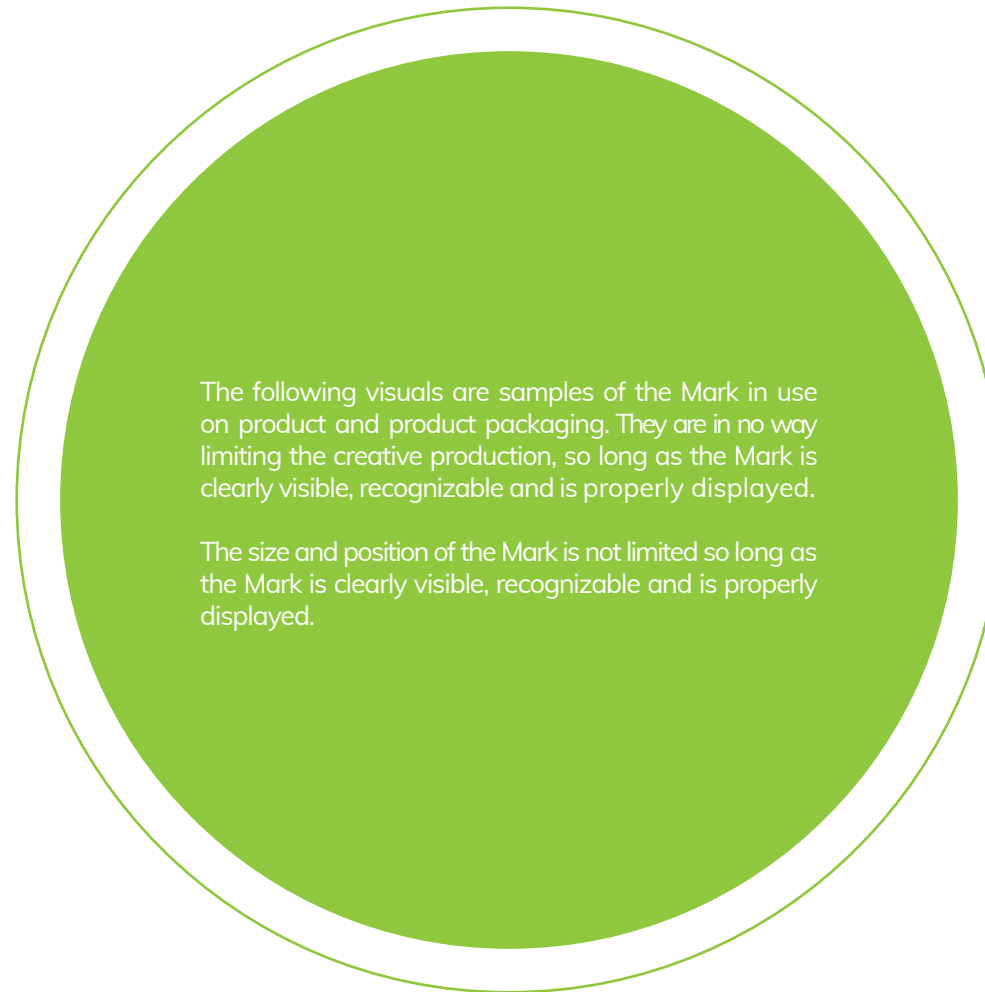 The following visuals are samples of the Mark in use
on product and product packaging. They are in no way
limiting the creative production, so long as the Mark is
clearly visible, recognizable and is properly displayed.
The size and position of the Mark is not limited so long as
the Mark is clearly visible, recognizable and is properly
displayed.